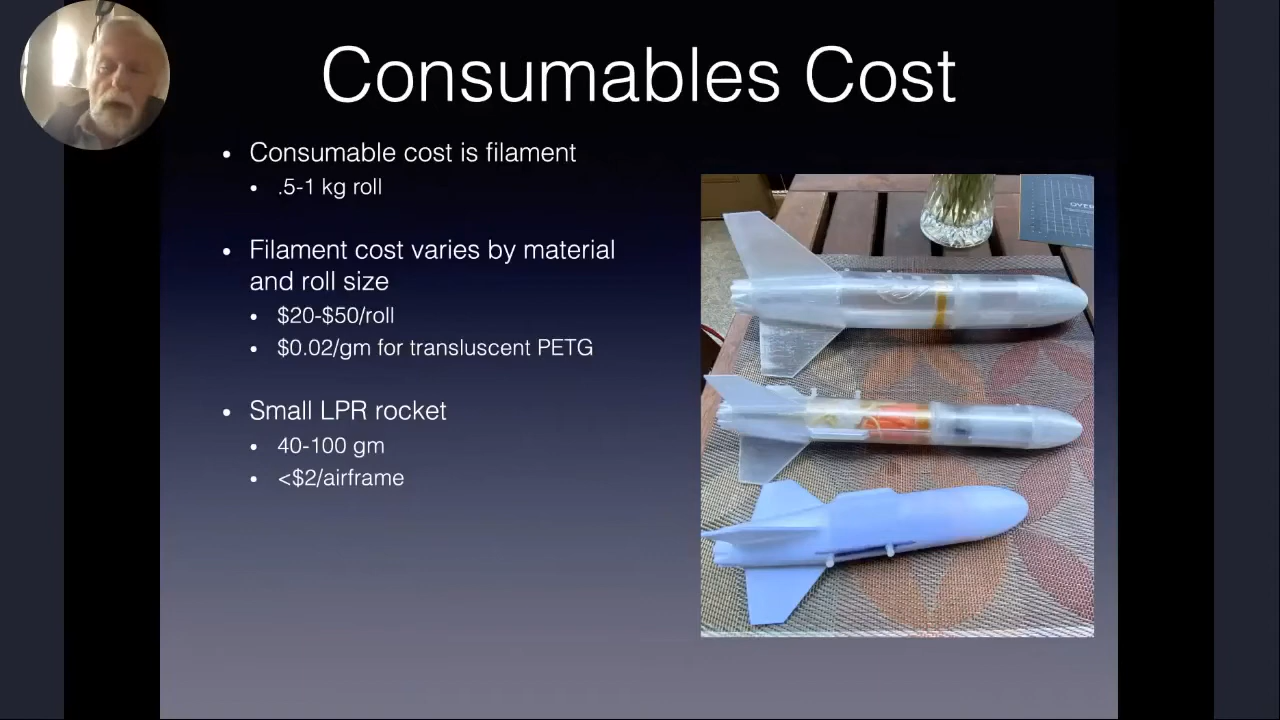 Consumables Cost
• Consumable cost is filament
• .5-1 kg roll
• Filament cost varies by material
and roll size
• $20-$50/roll
• $0.02/gm for transluscent PETG
• Small LPR rocket
• 40-100 gm
• <$2/airframe